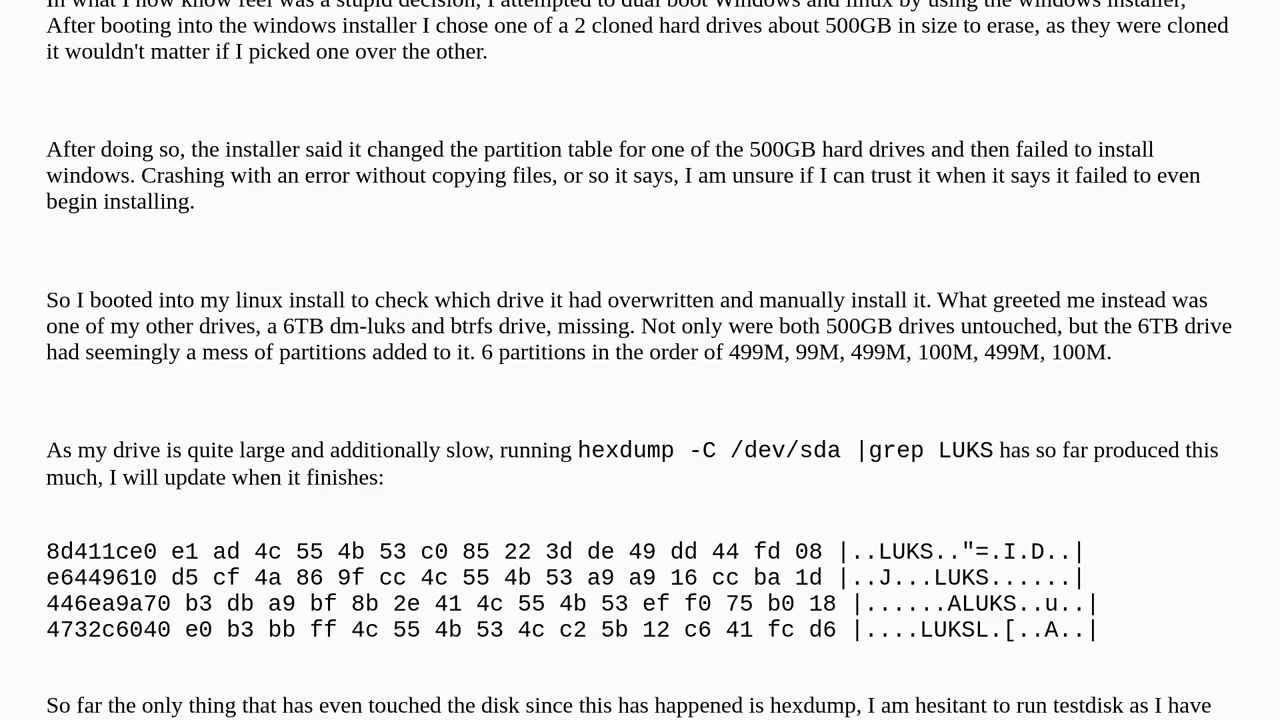 In what I now know feel was a stupid decision, I attempted to dual boot Windows and linux by using the windows installer,
After booting into the windows installer I chose one of a 2 cloned hard drives about 500GB in size to erase, as they were cloned
it wouldn't matter if I picked one over the other.
After doing so, the installer said it changed the partition table for one of the 500GB hard drives and then failed to install
windows. Crashing with an error without copying files, or so it says, I am unsure if I can trust it when it says it failed to even
begin installing.
So I booted into my linux install to check which drive it had overwritten and manually install it. What greeted me instead was
one of my other drives, a 6TB dm-luks and btrfs drive, missing. Not only were both 500GB drives untouched, but the 6TB drive
had seemingly a mess of partitions added to it. 6 partitions in the order of 499M, 99M, 499M, 100M, 499M, 100M.
As my drive is quite large and additionally slow, running hexdump -C /dev/sda |grep LUKS has so far produced this
much, I will update when it finishes:
8d411ce0 e1 ad 4c 55 4b 53 c0 85 22 3d de 49 dd 44 fd 08 |..LUKS.."=.I.D..|
e6449610 d5 cf 4a 86 9f cc 4c 55 4b 53 a9 a9 16 cc ba 1d |..J...LUKS......|
446ea9a70 b3 db a9 bf 8b 2e 41 4c 55 4b 53 ef f0 75 b0 18 |......ALUKS..u..|
4732c6040 e0 b3 bb ff 4c 55 4b 53 4c c2 5b 12 c6 41 fc d6 |....LUKSL.[..A..|
So far the only thing that has even touched the disk since this has happened is hexdump, I am hesitant to run testdisk as I have